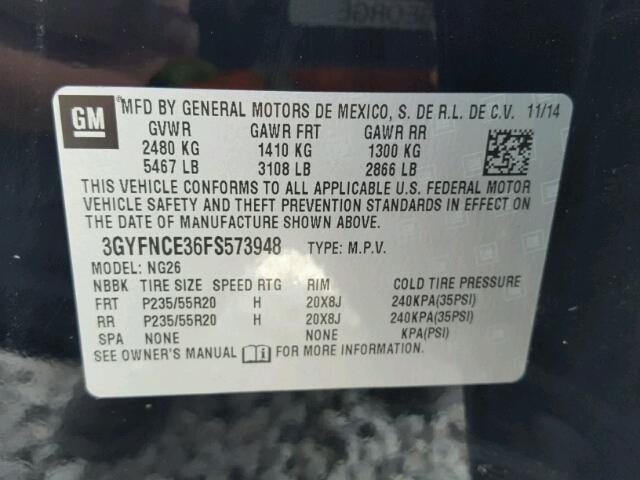 GEORGE
GM
MFD BY GENERAL MOTORS DE MEXICO, S. DE R.L. DE C.V. 11/14
GVWR GAWR FRT GAWR RR
2480 KG 1410 KG 1300 KG
5467 LB 3108 LB 2866 LB
THIS VEHICLE CONFORMS TO ALL APPLICABLE U.S. FEDERAL MOTOR
VEHICLE SAFETY AND THEFT PREVENTION STANDARDS IN EFFECT ON
THE DATE OF MANUFACTURE SHOWN ABOVE.
3GYFNCE36FS573948 TYPE: M.P.V.
MODEL: NG26
NBBK TIRE SIZE SPEED RTG RIM COLD TIRE PRESSURE
FRT P235/55R20 H 20X8J 240KPA(35PSI)
RR P235/55R20 H 20X8J 240KPA(35PSI)
SPA NONE NONE KPA(PSI)
SEE OWNER'S MANUAL FOR MORE INFORMATION.